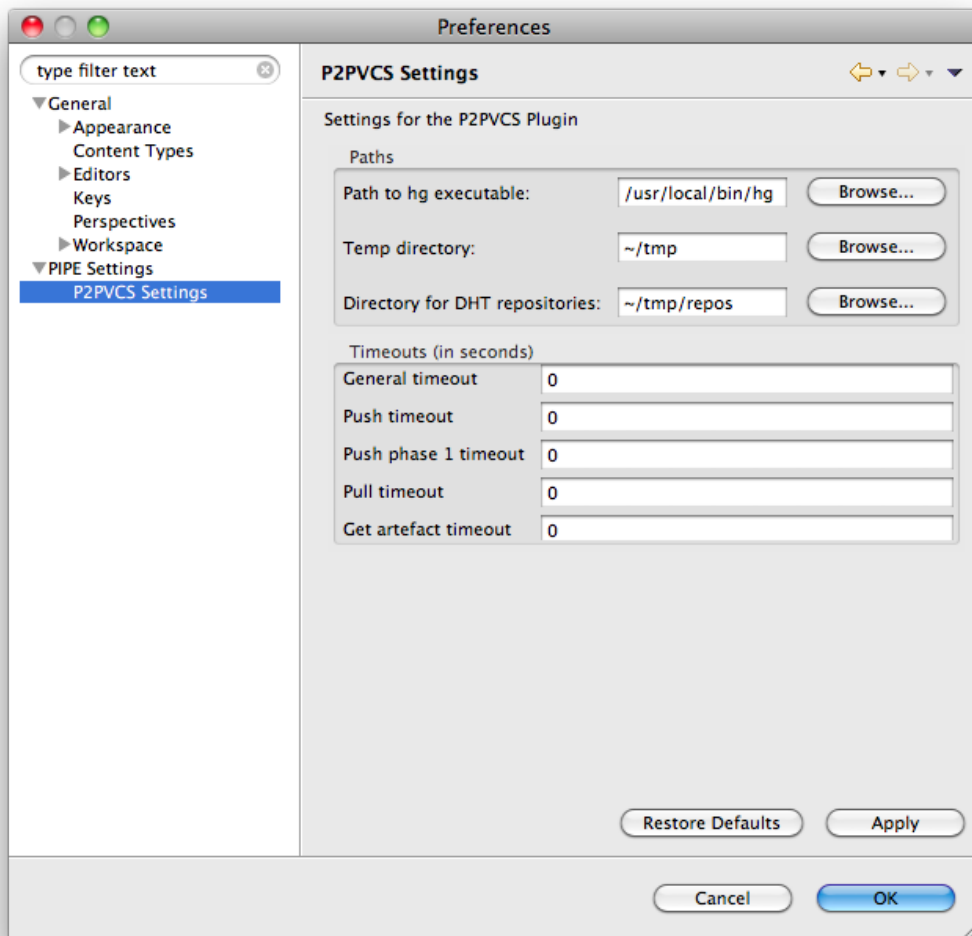 Preferences
type filter text
General
Appearance
Content Types
Editors
Keys
Perspectives
Workspace
PIPE Settings
P2PVCS Settings
P2PVCS Settings
Settings for the P2PVCS Plugin
Paths
Path to hg executable: /usr/local/bin/hg Browse...
Temp directory: ~/tmp Browse...
Directory for DHT repositories: ~/tmp/repos Browse...
Timeouts (in seconds)
General timeout 0
Push timeout 0
Push phase 1 timeout 0
Pull timeout 0
Get artefact timeout 0
Restore Defaults Apply
Cancel OK